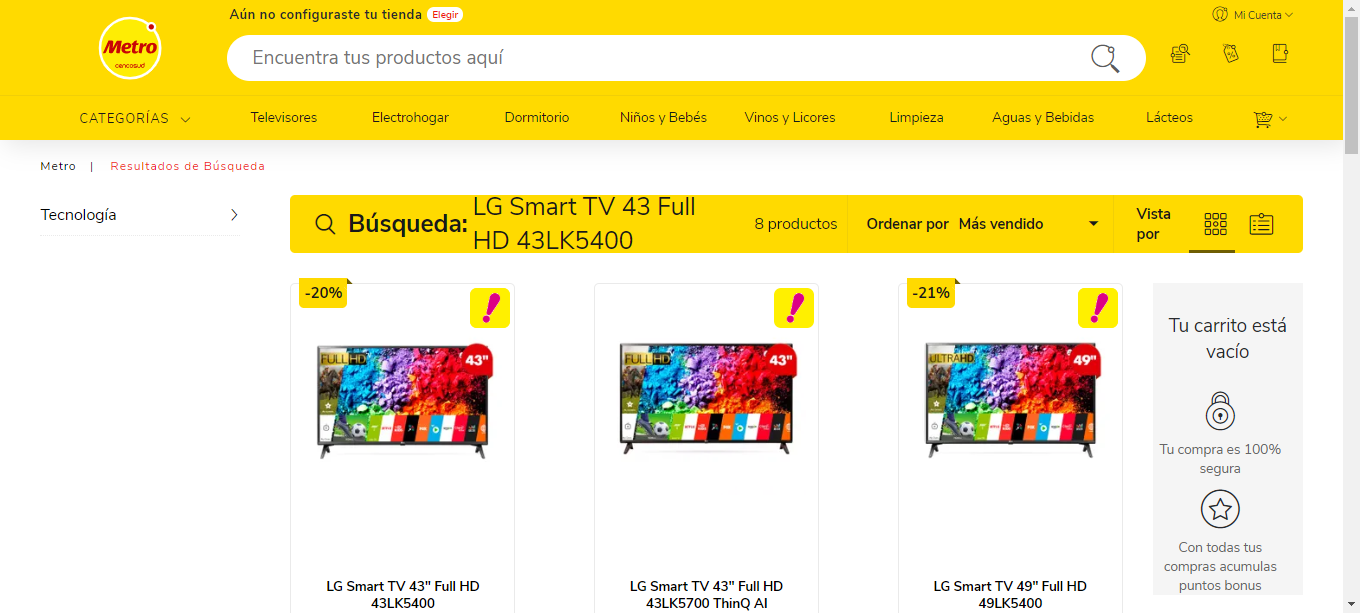 Aún no configuraste tu tienda Elegir
Mi Cuenta
Metro
cencosud
Encuentra tus productos aquí
CATEGORÍAS
Televisores
Electrohogar
Dormitorio
Niños y Bebés
Vinos y Licores
Limpieza
Aguas y Bebidas
Lácteos
Metro | Resultados de Búsqueda
Tecnología
Búsqueda:
LG Smart TV 43 Full
HD 43LK5400
8 productos
Ordenar por Más vendido
Vista
por
-20%
FULL HD
43"
LG Smart TV 43" Full HD
43LK5400
FULL HD
43"
LG Smart TV 43" Full HD
43LK5700 ThinQ AI
-21%
ULTRA HD
49"
LG Smart TV 49" Full HD
49LK5400
Tu carrito está
vacío
Tu compra es 100%
segura
Con todas tus
compras acumulas
puntos bonus